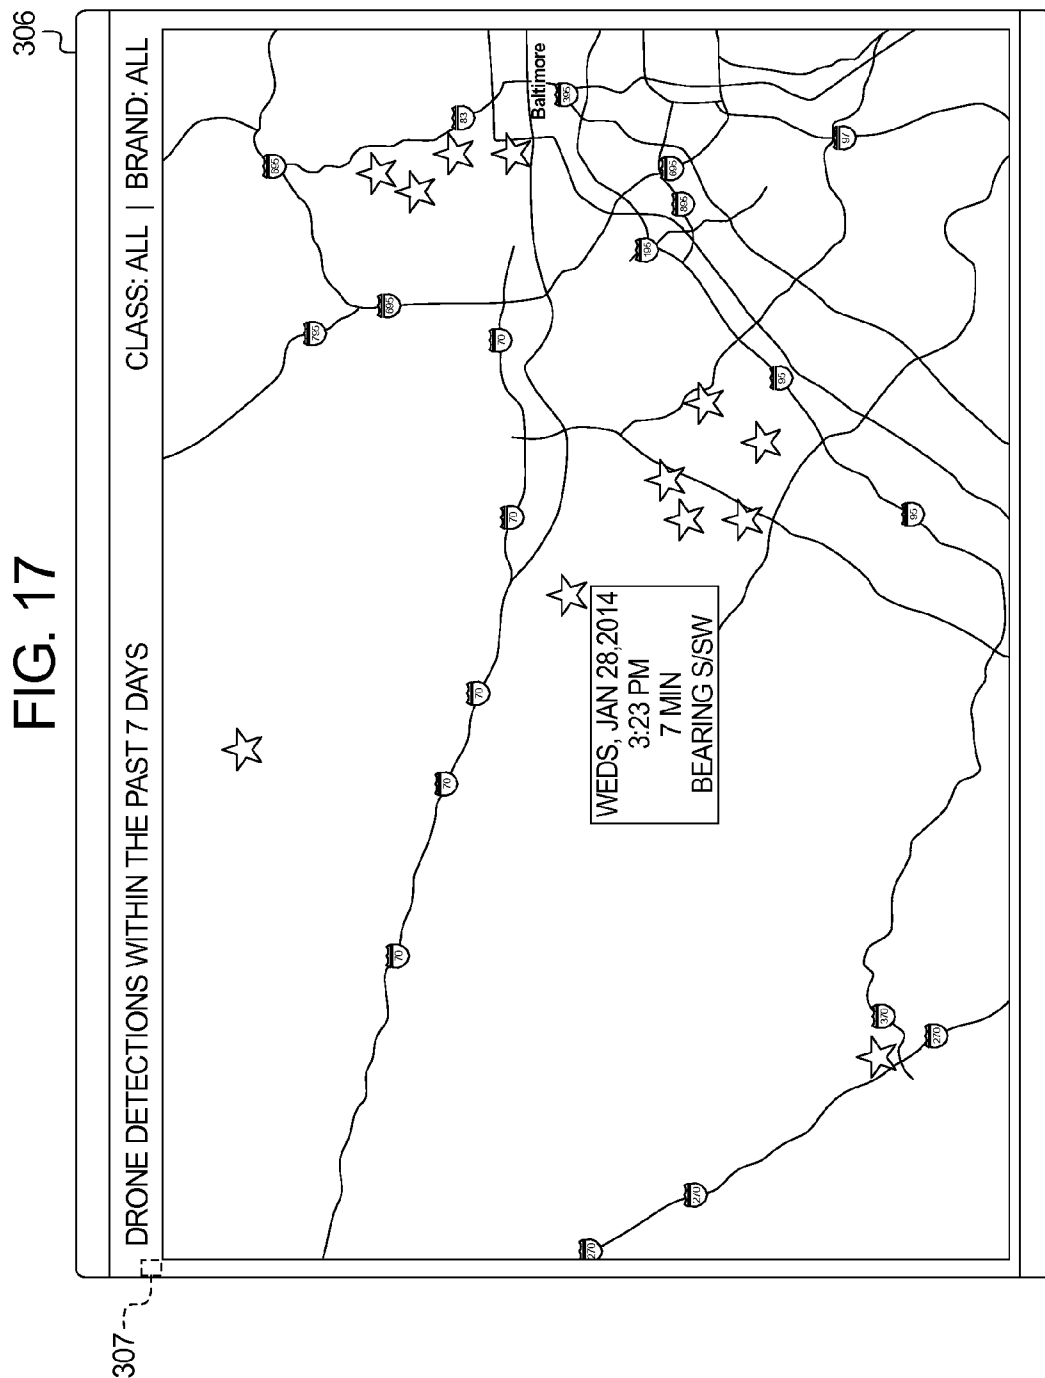 FIG. 17
306
307
DRONE DETECTIONS WITHIN THE PAST 7 DAYS
CLASS: ALL | BRAND: ALL
695
83
795
695
70
Baltimore
395
70
70
70
70
WEDS, JAN 28,2014
3:23 PM
7 MIN
BEARING S/SW
195
695
895
97
95
95
270
270
370
270